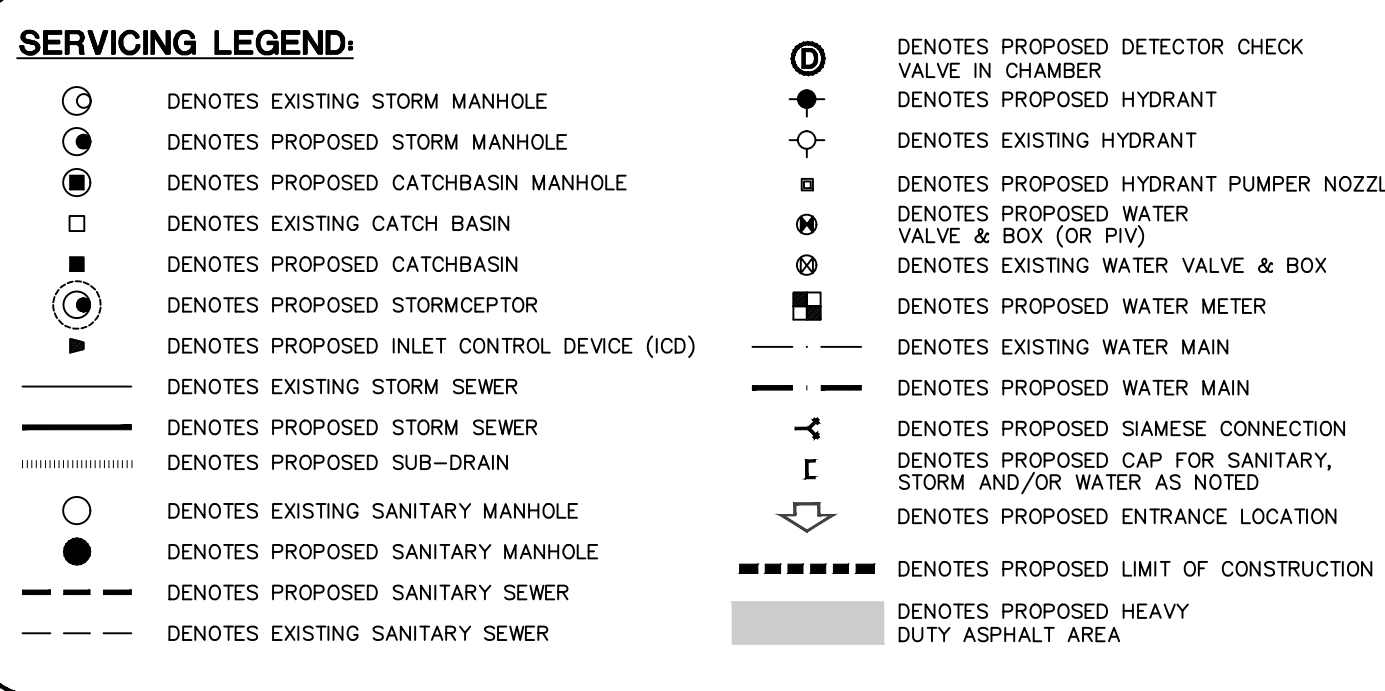 SERVICING LEGEND:
DENOTES EXISTING STORM MANHOLE
DENOTES PROPOSED STORM MANHOLE
DENOTES PROPOSED CATCHBASIN MANHOLE
DENOTES EXISTING CATCH BASIN
DENOTES PROPOSED CATCHBASIN
DENOTES PROPOSED STORMCEPTOR
DENOTES PROPOSED INLET CONTROL DEVICE (ICD)
DENOTES EXISTING STORM SEWER
DENOTES PROPOSED STORM SEWER
DENOTES PROPOSED SUB-DRAIN
DENOTES EXISTING SANITARY MANHOLE
DENOTES PROPOSED SANITARY MANHOLE
DENOTES PROPOSED SANITARY SEWER
DENOTES EXISTING SANITARY SEWER
D
DENOTES PROPOSED DETECTOR CHECK
VALVE IN CHAMBER
DENOTES PROPOSED HYDRANT
DENOTES EXISTING HYDRANT
DENOTES PROPOSED HYDRANT PUMPER NOZZL
DENOTES PROPOSED WATER
VALVE & BOX (OR PIV)
DENOTES EXISTING WATER VALVE & BOX
DENOTES PROPOSED WATER METER
DENOTES EXISTING WATER MAIN
DENOTES PROPOSED WATER MAIN
DENOTES PROPOSED SIAMESE CONNECTION
DENOTES PROPOSED CAP FOR SANITARY,
STORM AND/OR WATER AS NOTED
DENOTES PROPOSED ENTRANCE LOCATION
DENOTES PROPOSED LIMIT OF CONSTRUCTION
DENOTES PROPOSED HEAVY
DUTY ASPHALT AREA